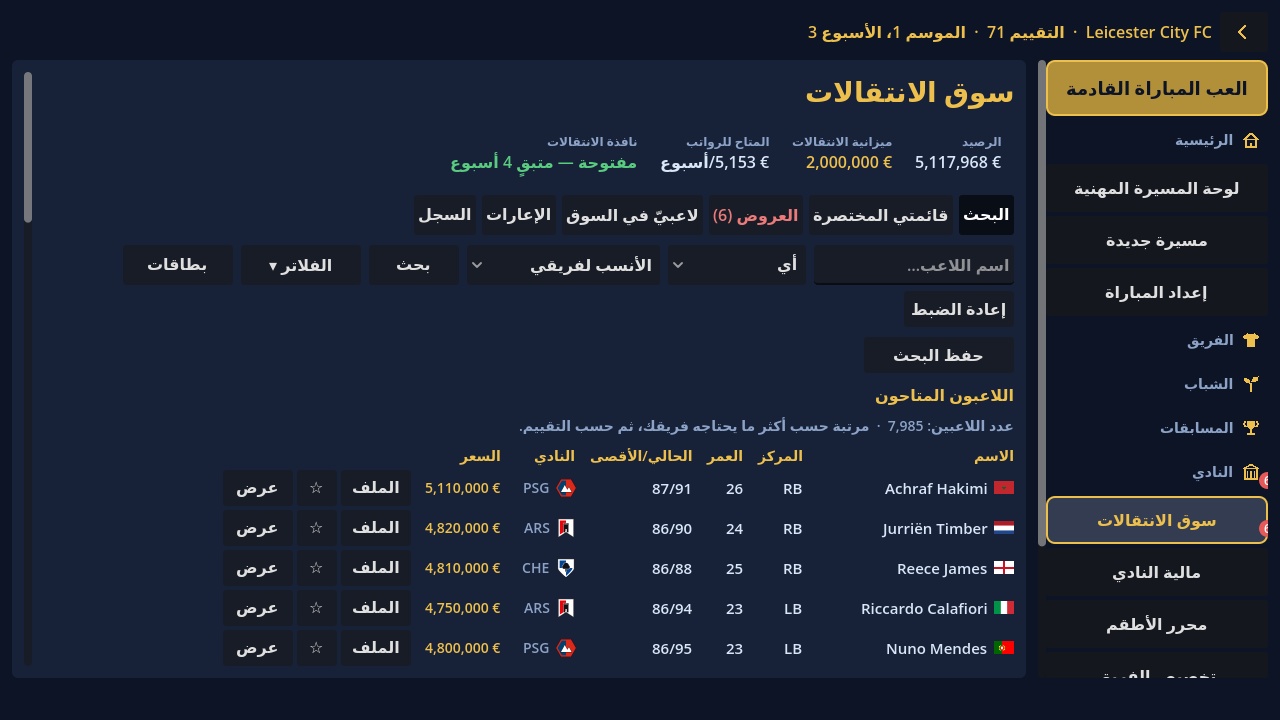 Leicester City FC · التقييم 71 · الموسم 1، الأسبوع 3
العب المباراة القادمة
الرئيسية
لوحة المسيرة المهنية
مسيرة جديدة
إعداد المباراة
الفريق
الشباب
المسابقات
النادي
سوق الانتقالات
مالية النادي
محرر الأطقم
سوق الانتقالات
الرصيد ميزانية الانتقالات المتاح للرواتب نافذة الانتقالات
5,117,968 € 2,000,000 € 5,153 €/أسبوع مفتوحة — متبقٍ 4 أسبوع
البحث قائمتي المختصرة العروض (6) لاعبيّ في السوق الإعارات السجل
اسم اللاعب... أي الأنسب لفريقي بحث الفلاتر ▾ بطاقات
إعادة الضبط
حفظ البحث
اللاعبون المتاحون
عدد اللاعبين: 7,985 · مرتبة حسب أكثر ما يحتاجه فريقك، ثم حسب التقييم.
الاسم المركز العمر الحالي/الأقصى النادي السعر
Achraf Hakimi RB 26 87/91 PSG 5,110,000 € الملف ☆ عرض
Jurriën Timber RB 24 86/90 ARS 4,820,000 € الملف ☆ عرض
Reece James RB 25 86/88 CHE 4,810,000 € الملف ☆ عرض
Riccardo Calafiori LB 23 86/94 ARS 4,750,000 € الملف ☆ عرض
Nuno Mendes LB 23 86/95 PSG 4,800,000 € الملف ☆ عرض